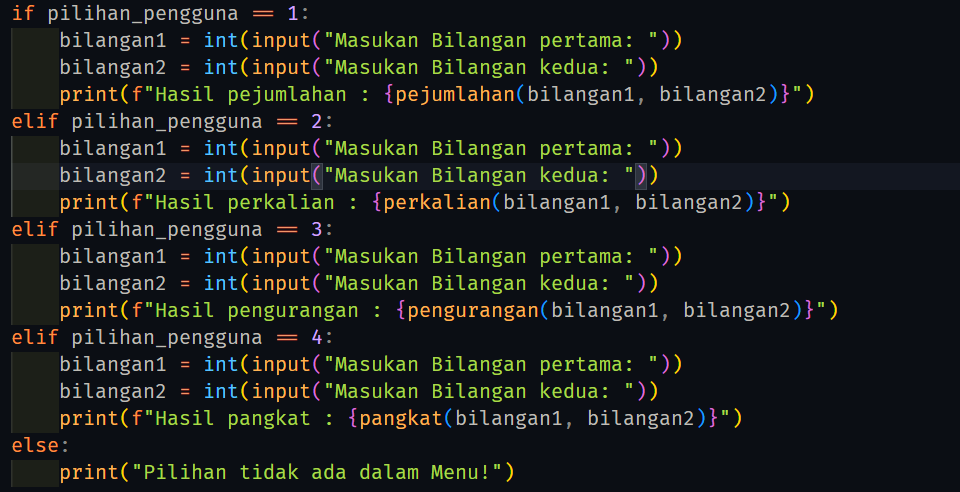 if pilihan_pengguna == 1:
    bilangan1 = int(input("Masukan Bilangan pertama: "))
    bilangan2 = int(input("Masukan Bilangan kedua: "))
    print(f"Hasil pejumlahan : {pejumlahan(bilangan1, bilangan2)}")
elif pilihan_pengguna == 2:
    bilangan1 = int(input("Masukan Bilangan pertama: "))
    bilangan2 = int(input("Masukan Bilangan kedua: "))
    print(f"Hasil perkalian : {perkalian(bilangan1, bilangan2)}")
elif pilihan_pengguna == 3:
    bilangan1 = int(input("Masukan Bilangan pertama: "))
    bilangan2 = int(input("Masukan Bilangan kedua: "))
    print(f"Hasil pengurangan : {pengurangan(bilangan1, bilangan2)}")
elif pilihan_pengguna == 4:
    bilangan1 = int(input("Masukan Bilangan pertama: "))
    bilangan2 = int(input("Masukan Bilangan kedua: "))
    print(f"Hasil pangkat : {pangkat(bilangan1, bilangan2)}")
else:
    print("Pilihan tidak ada dalam Menu!")